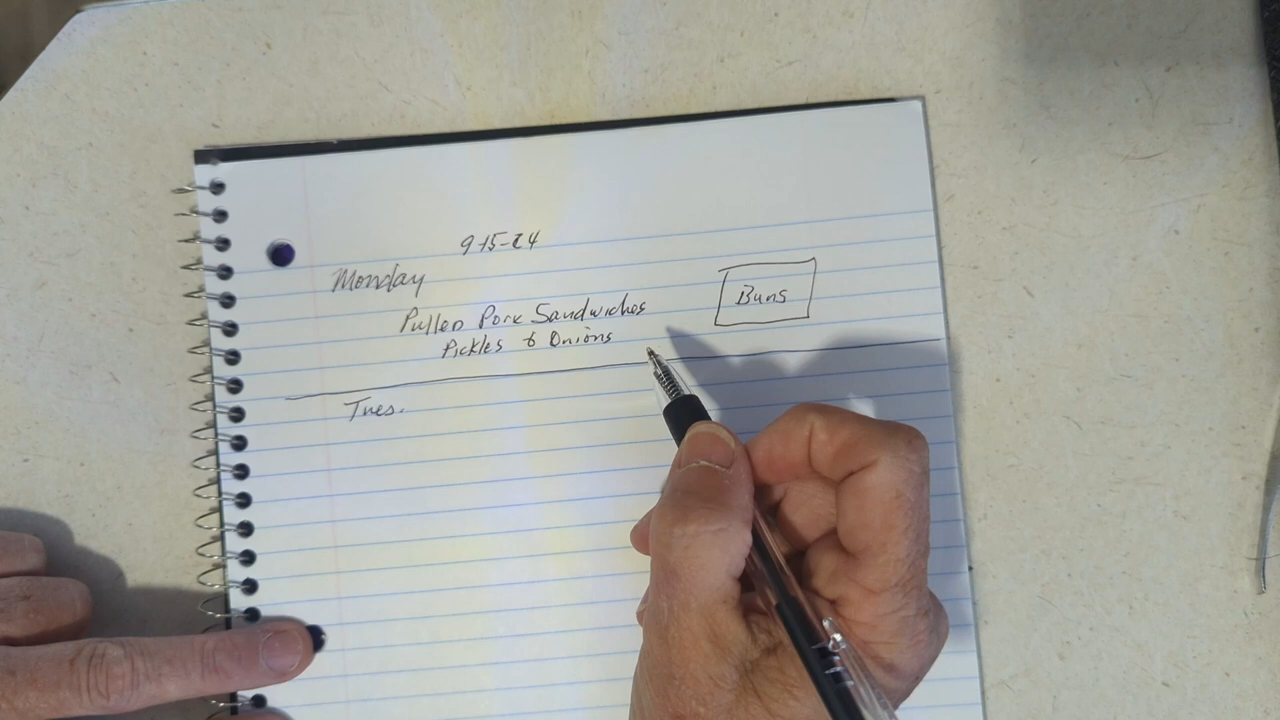 9-15-24
Monday
Pulled Pork Sandwiches
Buns
Pickles & Onions
Tues.